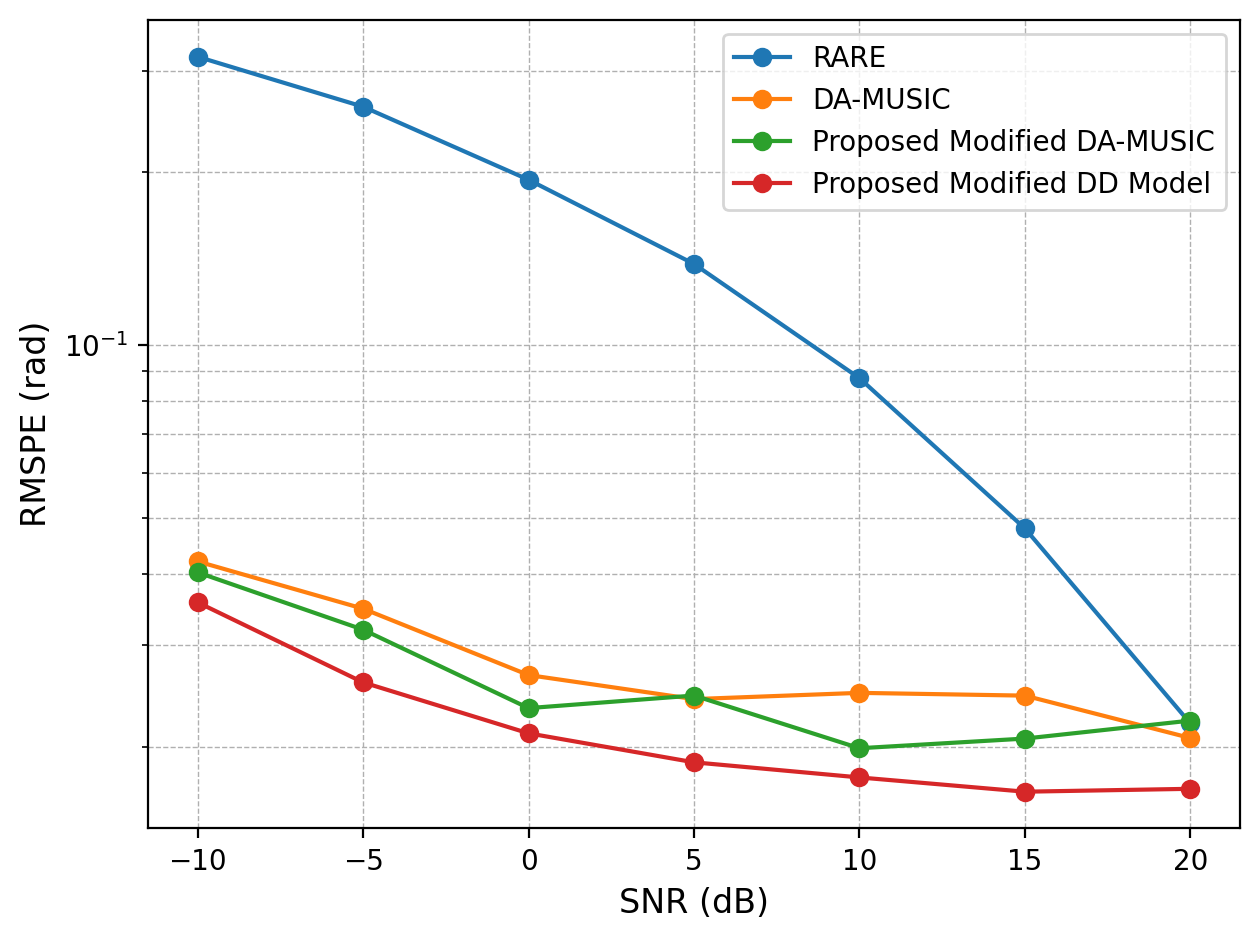 RARE
DA-MUSIC
Proposed Modified DA-MUSIC
Proposed Modified DD Model
RMSPE (rad)
10⁻¹
−10 −5 0 5 10 15 20
SNR (dB)